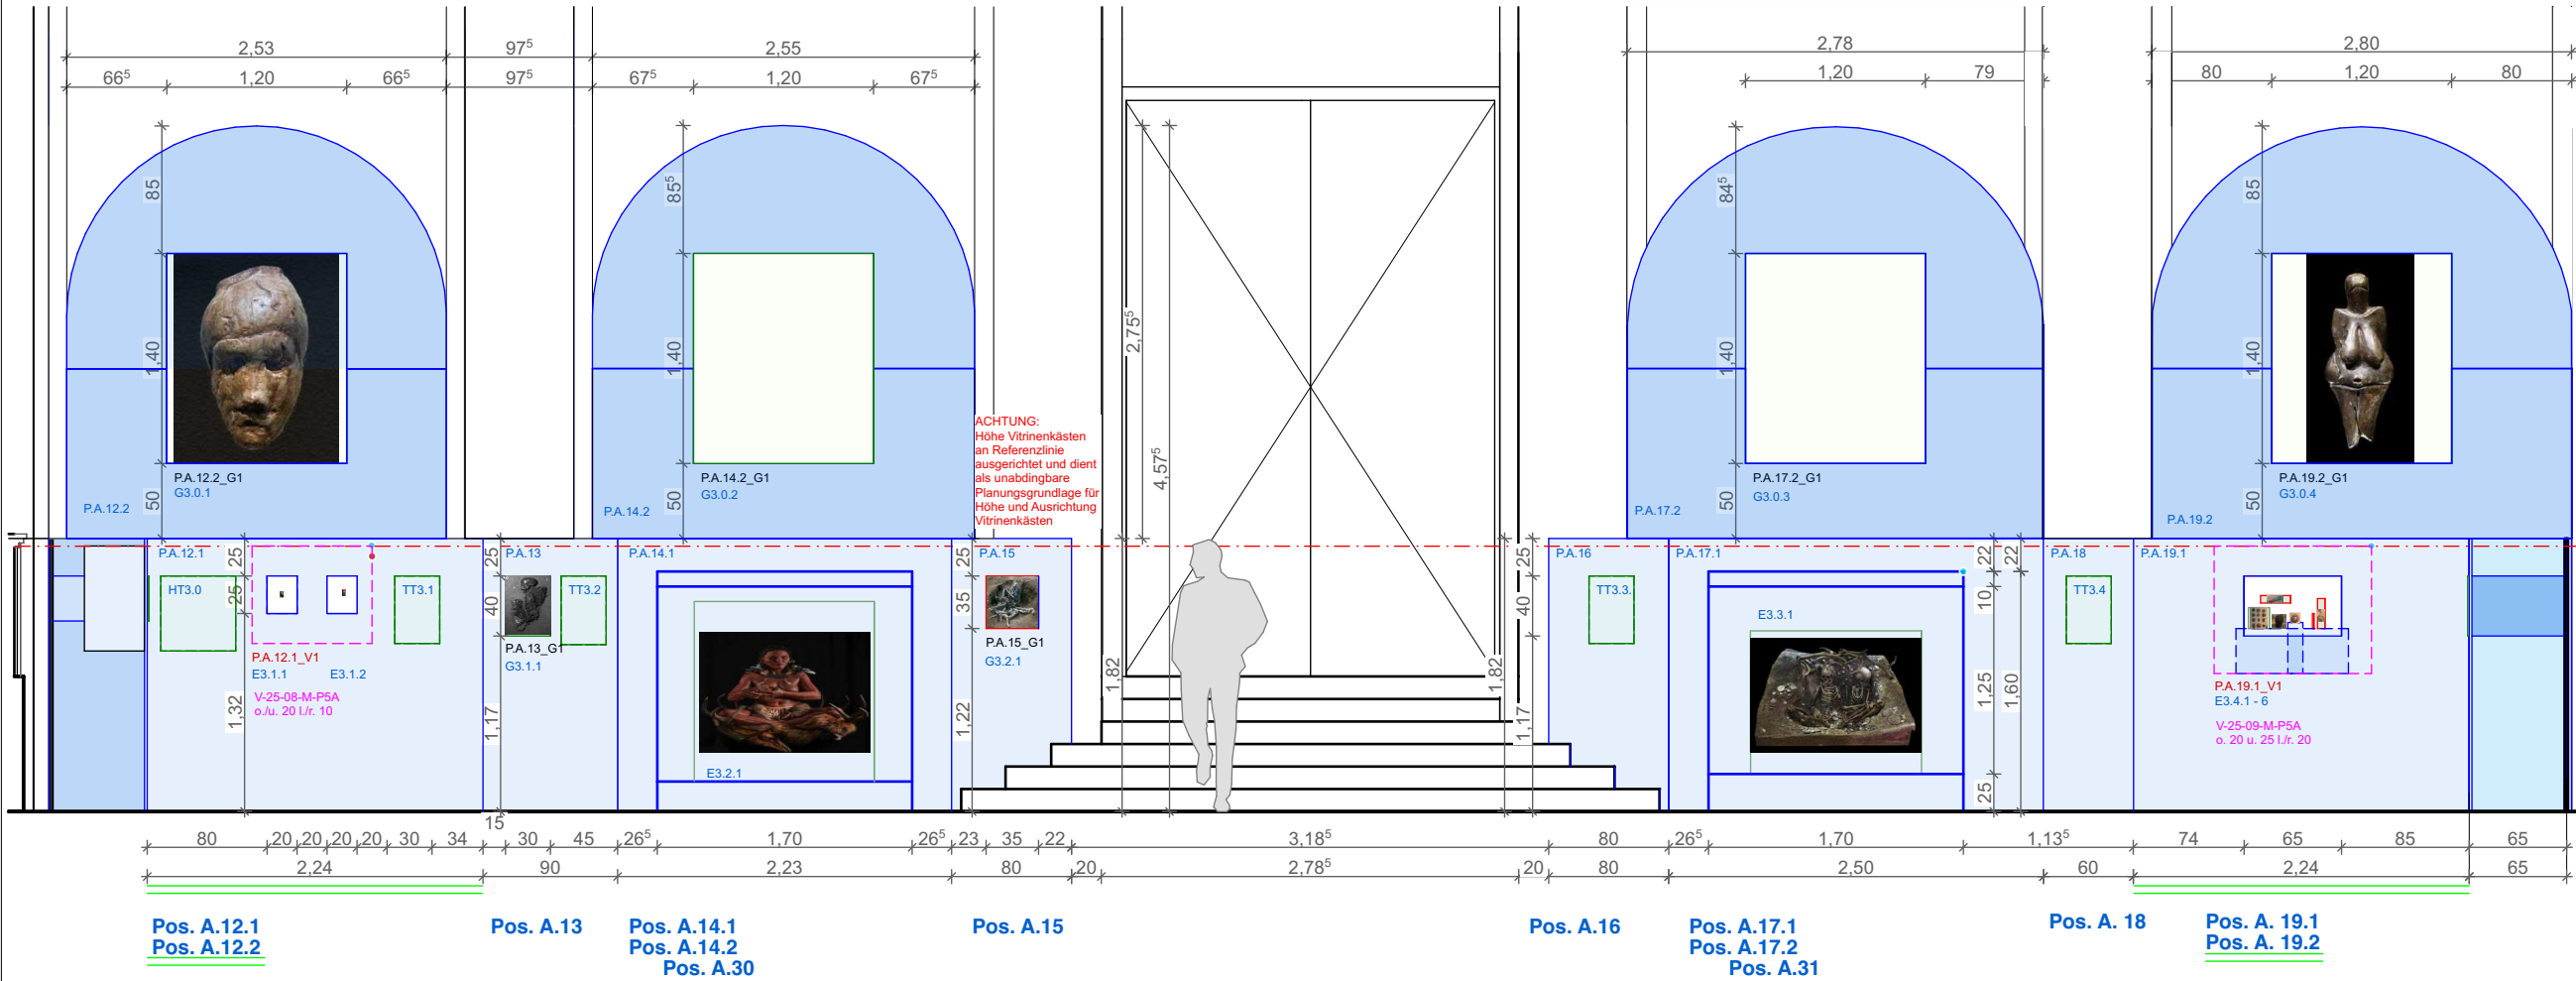 2,53
97⁵
2,55
2,78
2,80
66⁵ 1,20 66⁵ 97⁵ 67⁵ 1,20 67⁵
1,20 79
80 1,20 80
85
85⁵
84⁵
85
1,40
1,40
2,75⁵
4,57⁵
1,40
1,40
ACHTUNG:
Höhe Vitrinenkästen
an Referenzlinie
ausgerichtet und dient
als unabdingbare
Planungsgrundlage für
Höhe und Ausrichtung
Vitrinenkästen
P.A.12.2_G1
G3.0.1
P.A.12.2
50
P.A.14.2_G1
G3.0.2
P.A.14.2
50
P.A.17.2_G1
G3.0.3
P.A.17.2
50
P.A.19.2_G1
G3.0.4
P.A.19.2
50
P.A.12.1
HT3.0
25
25
1,32
TT3.1
P.A.12.1_V1
E3.1.1 E3.1.2
V-25-08-M-P5A
o./u. 20 l./r. 10
P.A.13
25
40
1,17
15
TT3.2
P.A.13_G1
G3.1.1
P.A.14.1
E3.2.1
P.A.15
25
35
1,22
P.A.15_G1
G3.2.1
1,82
1,82
P.A.16
25
40
1,17
TT3.3.
P.A.17.1
E3.3.1
22
22
10
1,25
1,60
25
P.A.18
TT3.4
P.A.19.1
P.A.19.1_V1
E3.4.1 - 6
V-25-09-M-P5A
o. 20 u. 25 l./r. 20
80 20 20 20 20 30 34 30 45 26⁵ 1,70 26⁵ 23 35 22 3,18⁵ 80 26⁵ 1,70 1,13⁵ 74 65 85 65
2,24 90 2,23 80 20 2,78⁵ 20 80 2,50 60 2,24 65
Pos. A.12.1
Pos. A.12.2
Pos. A.13
Pos. A.14.1
Pos. A.14.2
Pos. A.30
Pos. A.15
Pos. A.16
Pos. A.17.1
Pos. A.17.2
Pos. A.31
Pos. A. 18
Pos. A. 19.1
Pos. A. 19.2